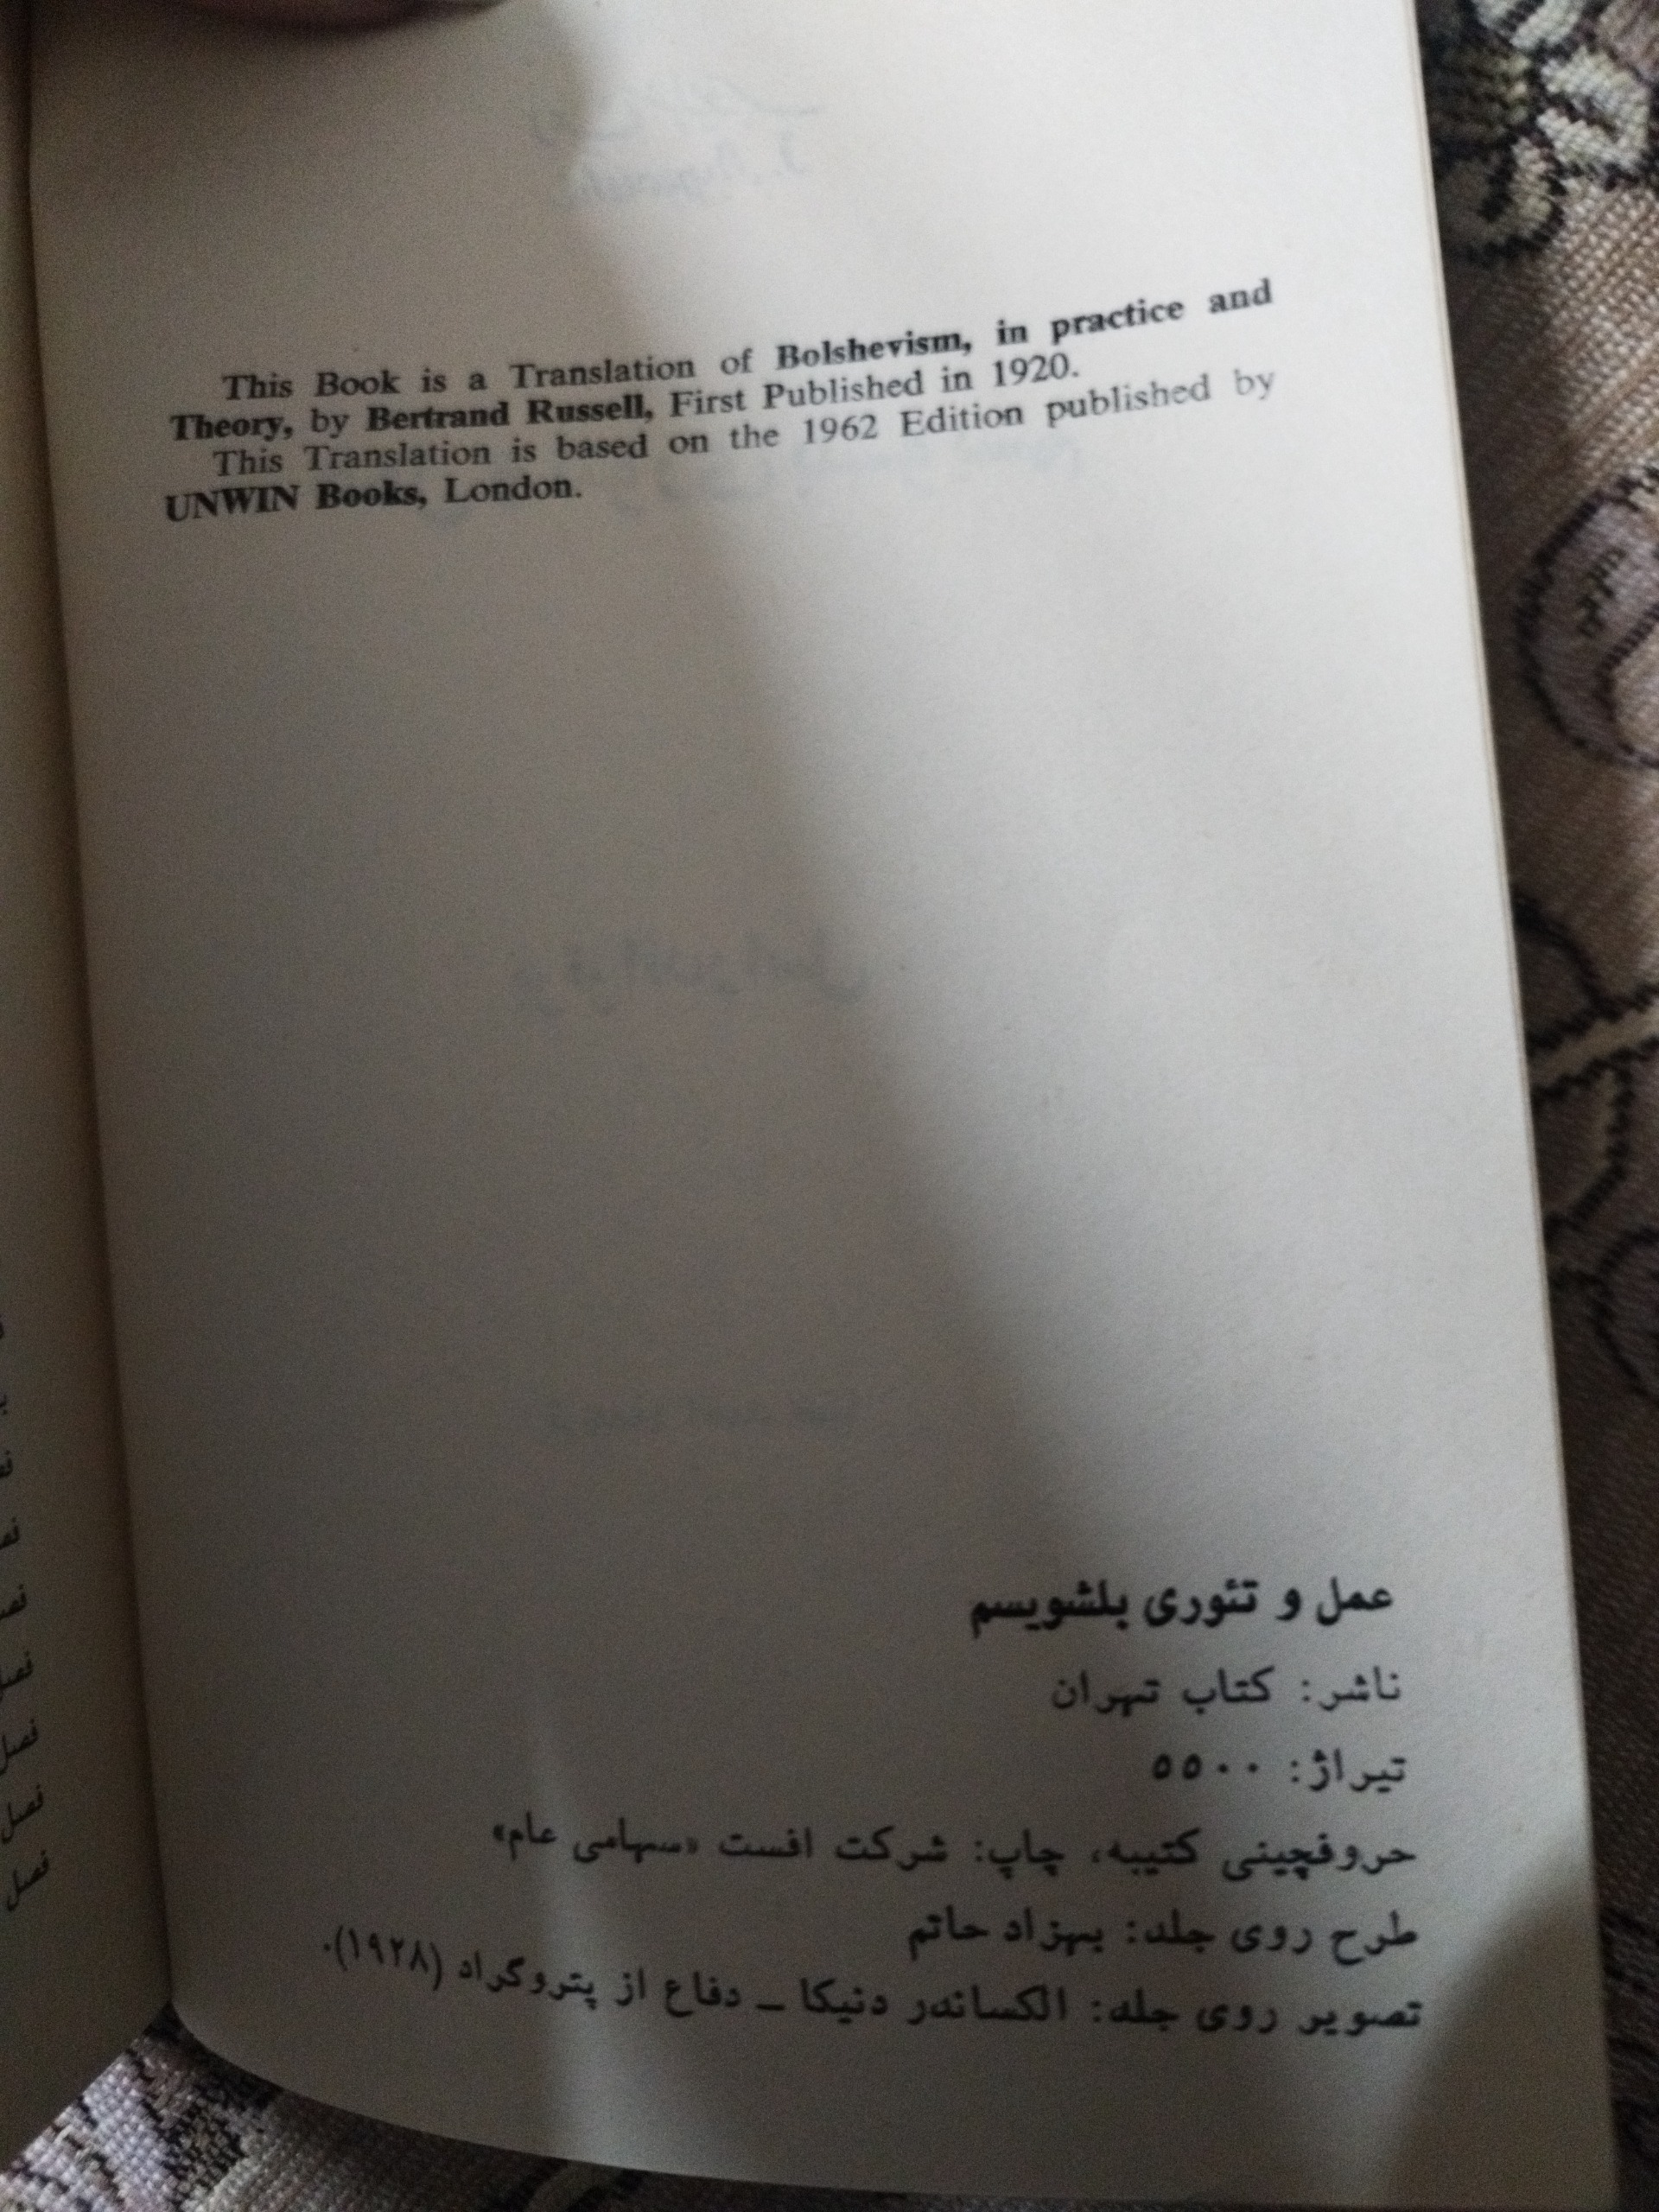 This Book is a Translation of Bolshevism, in practice and
Theory, by Bertrand Russell, First Published in 1920.
This Translation is based on the 1962 Edition published by
UNWIN Books, London.
عمل و تئوری بلشویسم
ناشر: کتاب تهران
تیراژ: ۵۵۰۰
حروفچینی کتیبه، چاپ: شرکت افست «سهامی عام»
طرح روی جلد: بهزاد حاتم
تصویر روی جلد: الکساندر دنیکا ـ دفاع از پتروگراد (۱۹۲۸).
فصل
فصل
فصل